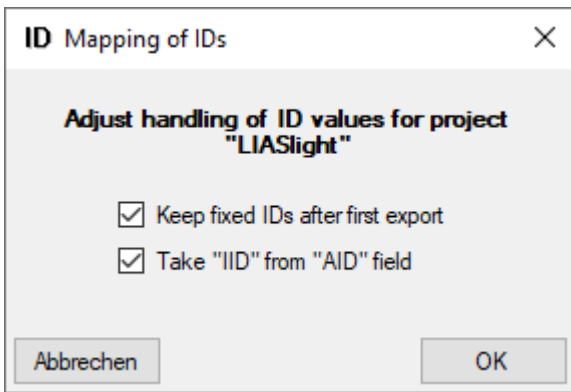 ID Mapping of IDs
Adjust handling of ID values for project
"LIASlight"
Keep fixed IDs after first export
Take "IID" from "AID" field
Abbrechen
OK